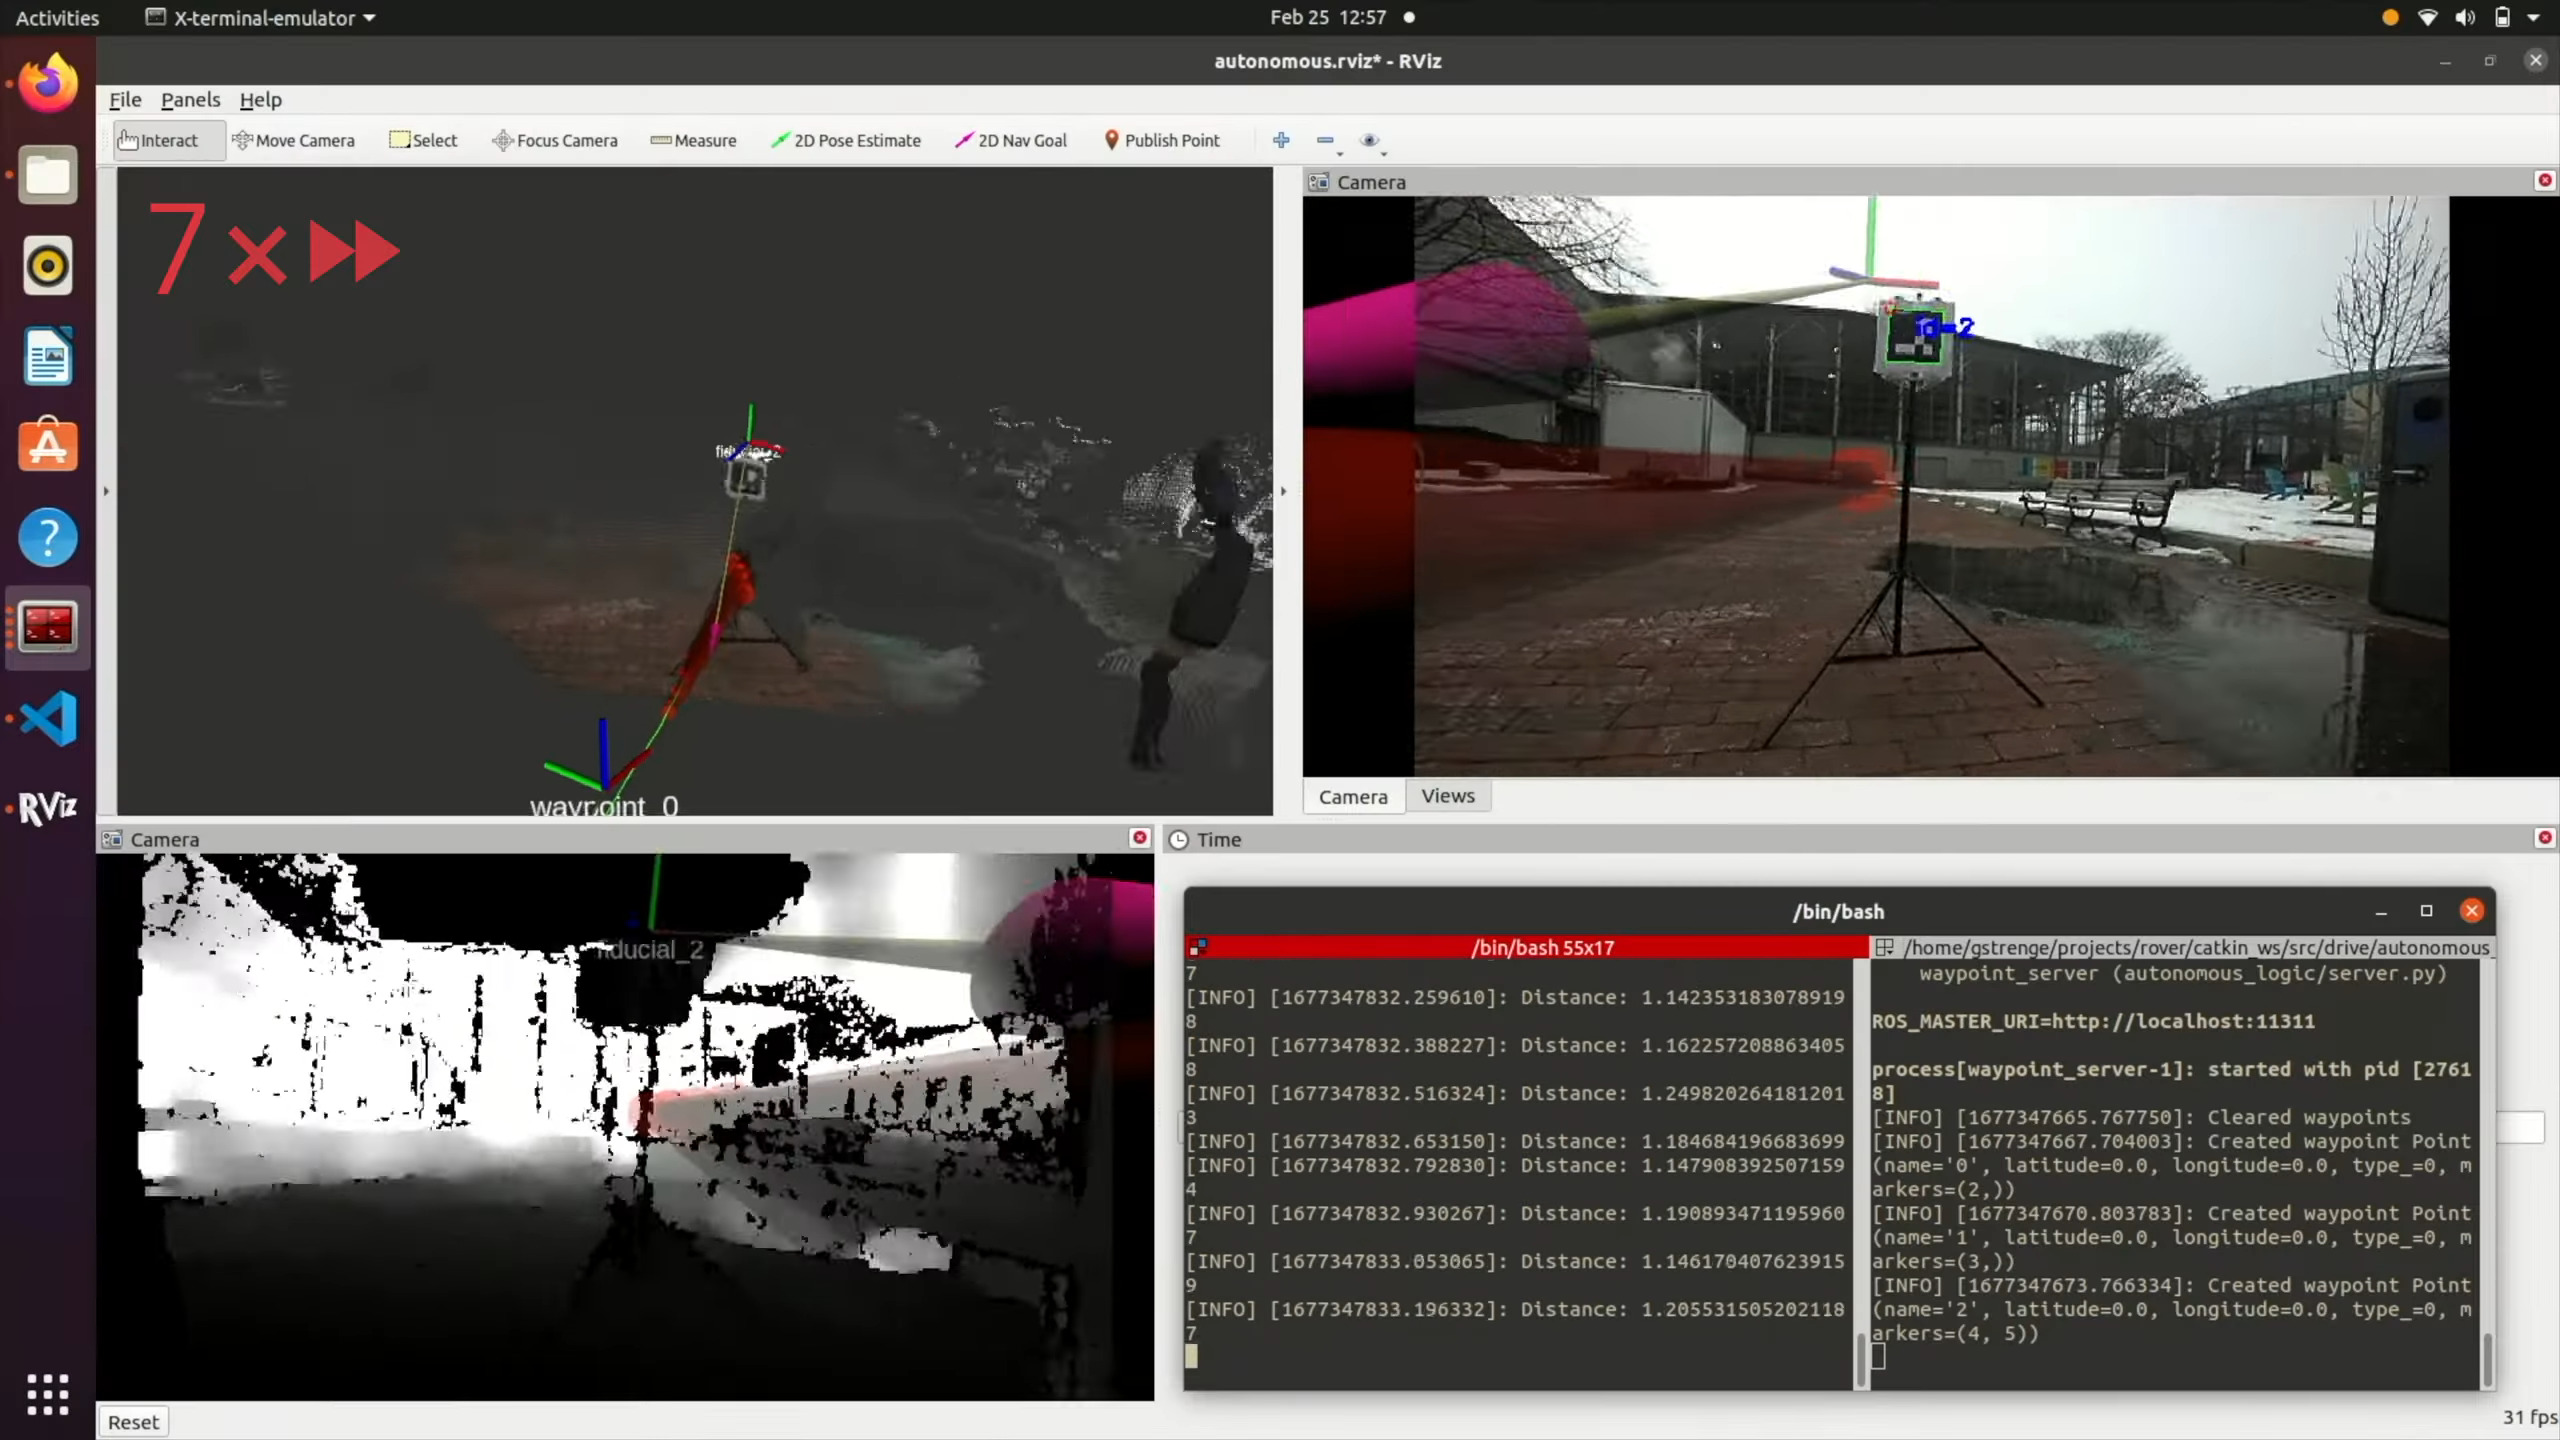 Activities
X-terminal-emulator
Feb 25 12:57
autonomous.rviz* - RViz
File Panels Help
Interact
Move Camera
Select
Focus Camera
Measure
2D Pose Estimate
2D Nav Goal
Publish Point
7×
waypoint_0
Camera
id=2
Camera
Views
RViz
Camera
fiducial_2
Reset
Time
/bin/bash
/bin/bash 55x17
7
[INFO] [1677347832.259610]: Distance: 1.142353183078919
8
[INFO] [1677347832.388227]: Distance: 1.162257208863405
8
[INFO] [1677347832.516324]: Distance: 1.249820264181201
3
[INFO] [1677347832.653150]: Distance: 1.184684196683699
[INFO] [1677347832.792830]: Distance: 1.147908392507159
4
[INFO] [1677347832.930267]: Distance: 1.190893471195960
7
[INFO] [1677347833.053065]: Distance: 1.146170407623915
9
[INFO] [1677347833.196332]: Distance: 1.205531505202118
7
/home/gstrenge/projects/rover/catkin_ws/src/drive/autonomous_
waypoint_server (autonomous_logic/server.py)
ROS_MASTER_URI=http://localhost:11311
process[waypoint_server-1]: started with pid [2761
8]
[INFO] [1677347665.767750]: Cleared waypoints
[INFO] [1677347667.704003]: Created waypoint Point
(name='0', latitude=0.0, longitude=0.0, type_=0, m
arkers=(2,))
[INFO] [1677347670.803783]: Created waypoint Point
(name='1', latitude=0.0, longitude=0.0, type_=0, m
arkers=(3,))
[INFO] [1677347673.766334]: Created waypoint Point
(name='2', latitude=0.0, longitude=0.0, type_=0, m
arkers=(4, 5))
31 fps